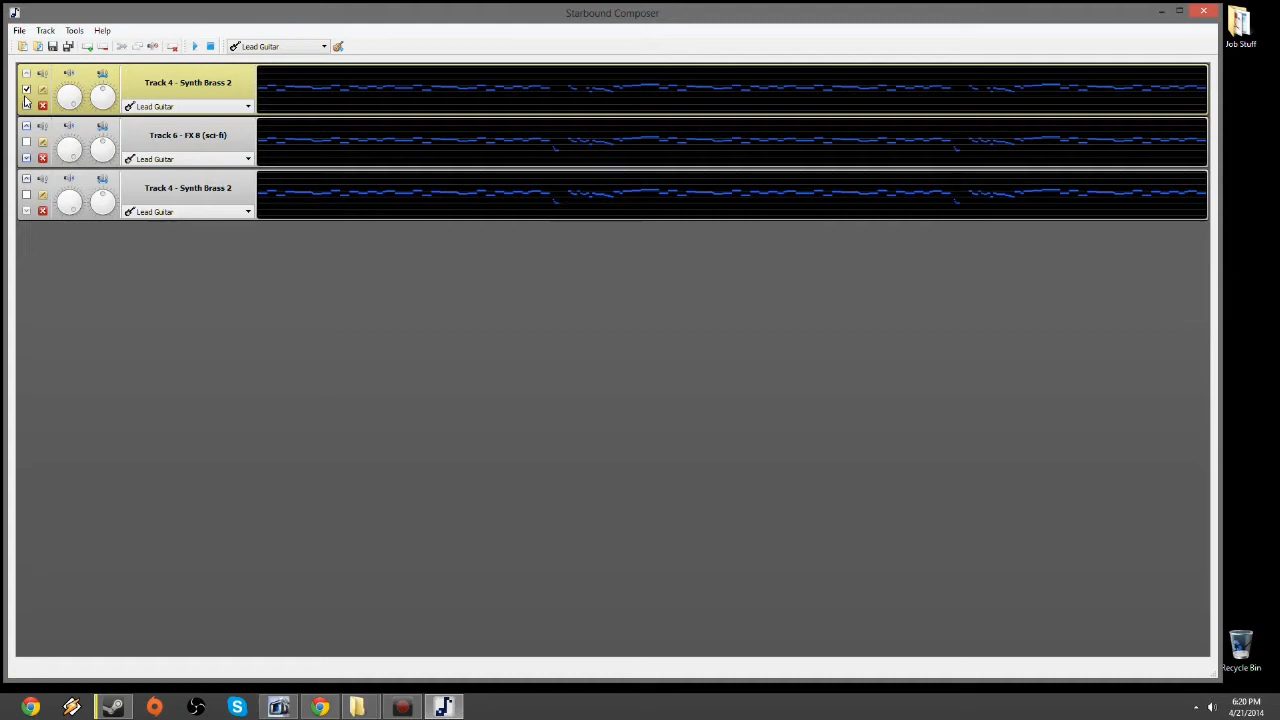 Starbound Composer
File Track Tools Help
Lead Guitar
Track 4 - Synth Brass 2
Lead Guitar
Track 6 - FX 8 (sci-fi)
Lead Guitar
Track 4 - Synth Brass 2
Lead Guitar
Job Stuff
Recycle Bin
6:20 PM
4/21/2014